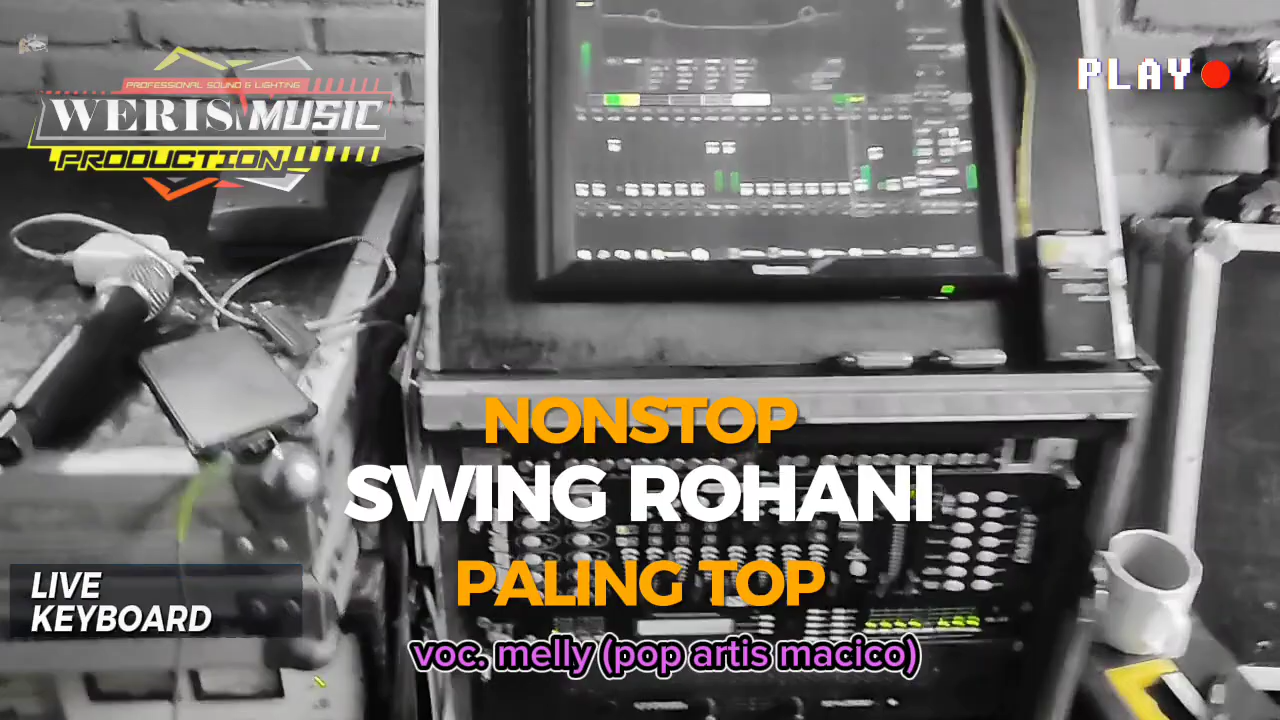 PROFESSIONAL SOUND & LIGHTING
WERIS MUSIC
PRODUCTION
PLAY
NONSTOP
SWING ROHANI
PALING TOP
LIVE
KEYBOARD
voc. melly (pop artis macico)